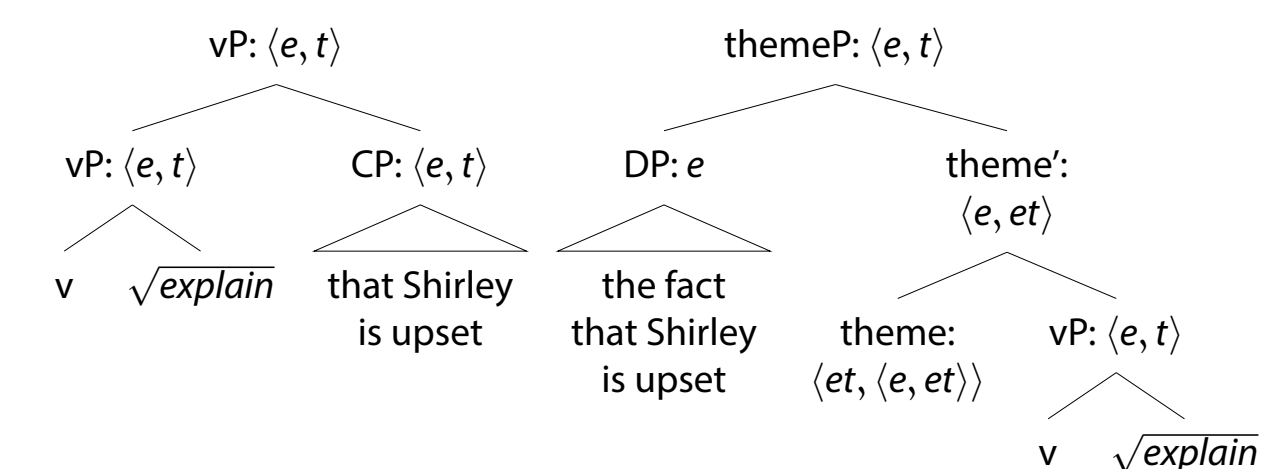 vP: ⟨e, t⟩ themeP: ⟨e, t⟩
vP: ⟨e, t⟩ CP: ⟨e, t⟩ DP: e theme′:
⟨e, et⟩
v √explain that Shirley the fact
is upset that Shirley theme: vP: ⟨e, t⟩
is upset ⟨et, ⟨e, et⟩⟩
v √explain